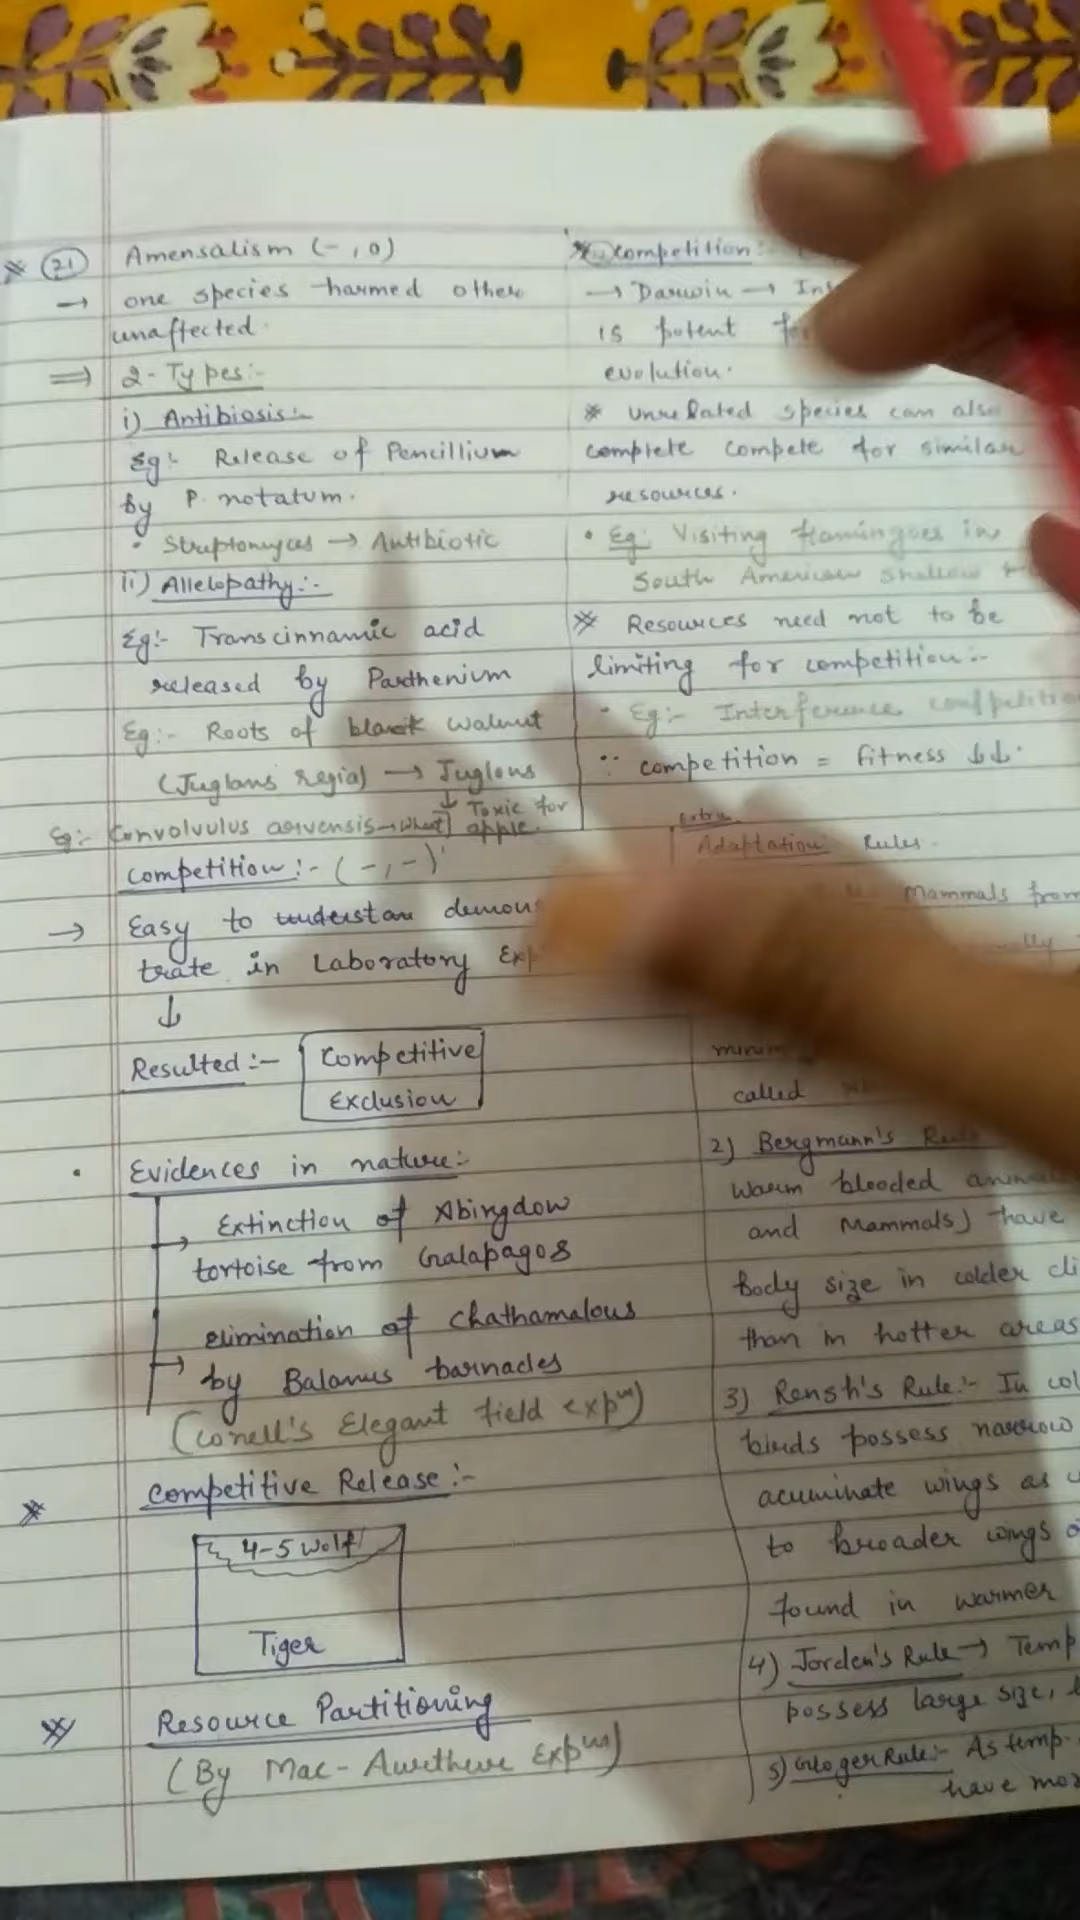 21
Amensalism (-, 0)
→ one species harmed other
unaffected.
⇒ 2-Types:-
i) Antibiosis:-
Eg:- Release of Pencillium
by P. notatum.
• Streptomyces → Antibiotic
ii) Allelopathy:-
Eg:- Transcinnamic acid
released by Parthenium
Eg:- Roots of black walnut
(Juglans regia) → Juglons
↓ Toxic for
apple.
Eg:- Convolvulus arvensis → wheat
competition:- (-, -)
→ Easy to
trate in Laboratory
↓
Resulted:- Competitive
Exclusion
• Evidences in nature:-
→ Extinction of Abingdow
tortoise from Galapagos
→ elimination of Chathamalous
by Balanus barnacles
(Conell's Elegant field expⁿ)
Competitive Release:-
4-5 Wolf
Tiger
Resource Partitioning
(By Mac- Expⁿ)
competition:-
→ Darwin →
is potent
evolution.
* unrelated species can also
complete compete for similar
resources.
• Eg: Visiting flamingoes in
South American shallow
* Resources need not to be
limiting for competition:-
• Eg:- Interference
∵ competition = fitness ↓↓.
Extra
Adaptation Rules.
Mammals from
called
2) Bergmann's
Warm blooded
and Mammals) have
body size in colder
than in hotter areas
3) Rensh's Rule:- In
birds possess narrow
acuminate wings as
to broader wings
found in warmer
4) Jorden's Rule → Temp
possess large size,
5) Gloger Rule:- As temp.
have